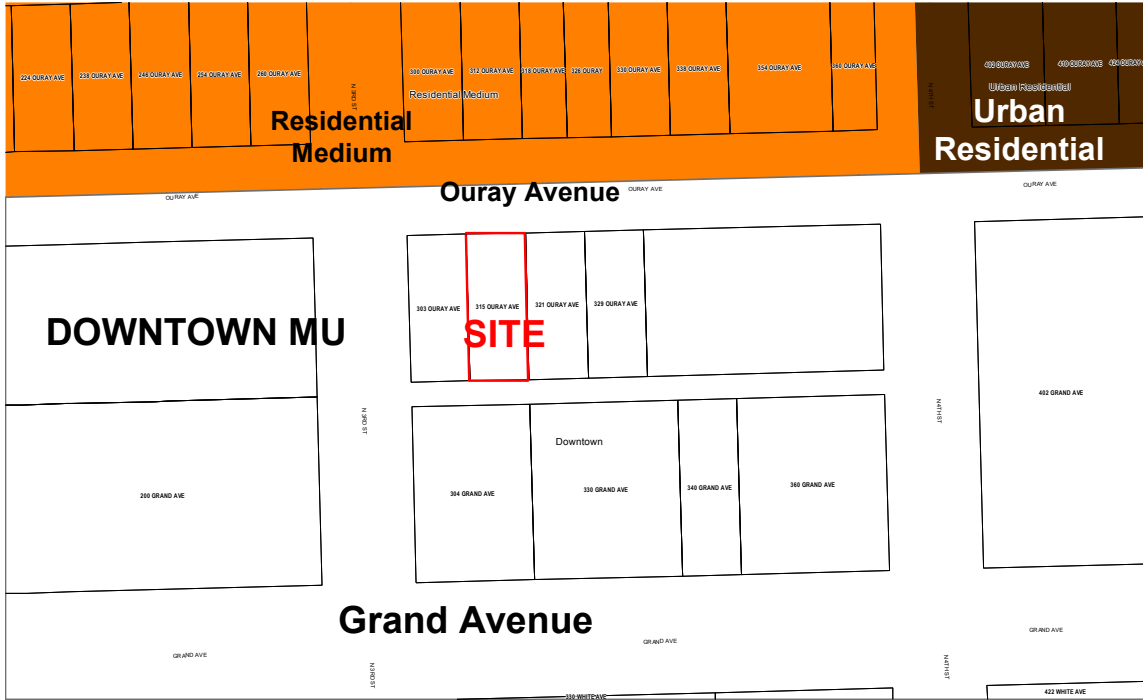 224 OURAY AVE
238 OURAY AVE
246 OURAY AVE
254 OURAY AVE
260 OURAY AVE
300 OURAY AVE
312 OURAY AVE
318 OURAY AVE
326 OURAY
330 OURAY AVE
338 OURAY AVE
354 OURAY AVE
360 OURAY AVE
410 OURAY AVE
424 OURAY
N 3RD ST
Residential Medium
N 4TH ST
Urban Residential
Residential
Medium
Urban
Residential
Ouray Avenue
OURAY AVE
OURAY AVE
OURAY AVE
303 OURAY AVE
315 OURAY AVE
321 OURAY AVE
329 OURAY AVE
DOWNTOWN MU
SITE
402 GRAND AVE
N 3RD ST
N 4TH ST
Downtown
200 GRAND AVE
304 GRAND AVE
330 GRAND AVE
340 GRAND AVE
360 GRAND AVE
Grand Avenue
GRAND AVE
GRAND AVE
GRAND AVE
N 3RD ST
N 4TH ST
330 WHITE AVE
422 WHITE AVE